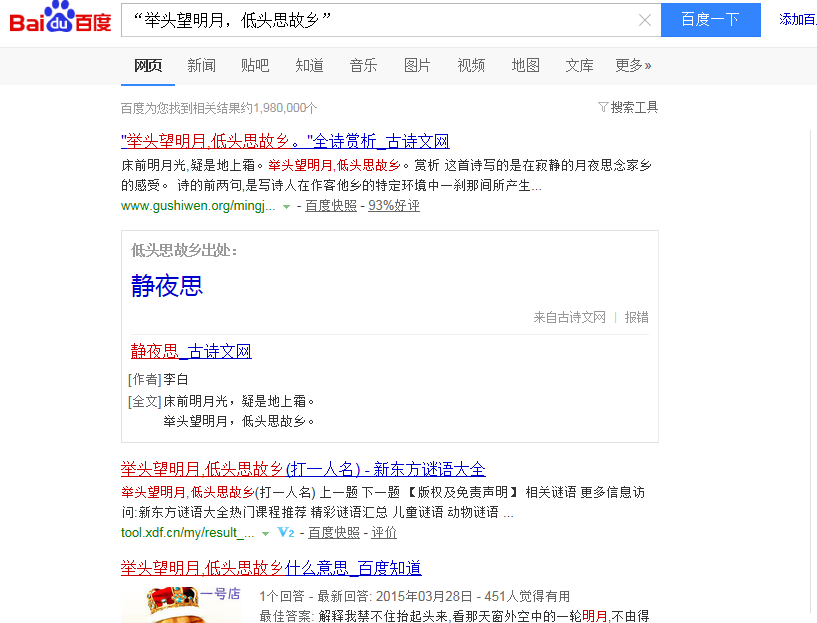 Bai du 百度
“举头望明月，低头思故乡”
百度一下
添加百
网页 新闻 贴吧 知道 音乐 图片 视频 地图 文库 更多»
百度为您找到相关结果约1,980,000个
搜索工具
"举头望明月,低头思故乡。"全诗赏析_古诗文网
床前明月光,疑是地上霜。举头望明月,低头思故乡。赏析 这首诗写的是在寂静的月夜思念家乡
的感受。 诗的前两句,是写诗人在作客他乡的特定环境中一刹那间所产生...
www.gushiwen.org/mingj... - 百度快照 - 93%好评
低头思故乡出处:
静夜思
来自古诗文网 | 报错
静夜思_古诗文网
[作者]李白
[全文]床前明月光，疑是地上霜。
举头望明月，低头思故乡。
举头望明月,低头思故乡(打一人名) - 新东方谜语大全
举头望明月,低头思故乡(打一人名) 上一题 下一题 【版权及免责声明】 相关谜语 更多信息访
问:新东方谜语大全热门课程推荐 精彩谜语汇总 儿童谜语 动物谜语 ...
tool.xdf.cn/my/result_... V2 - 百度快照 - 评价
举头望明月,低头思故乡什么意思_百度知道
一号店
1个回答 - 最新回答: 2015年03月28日 - 451人觉得有用
最佳答案: 解释我禁不住抬起头来,看那天窗外空中的一轮明月,不由得